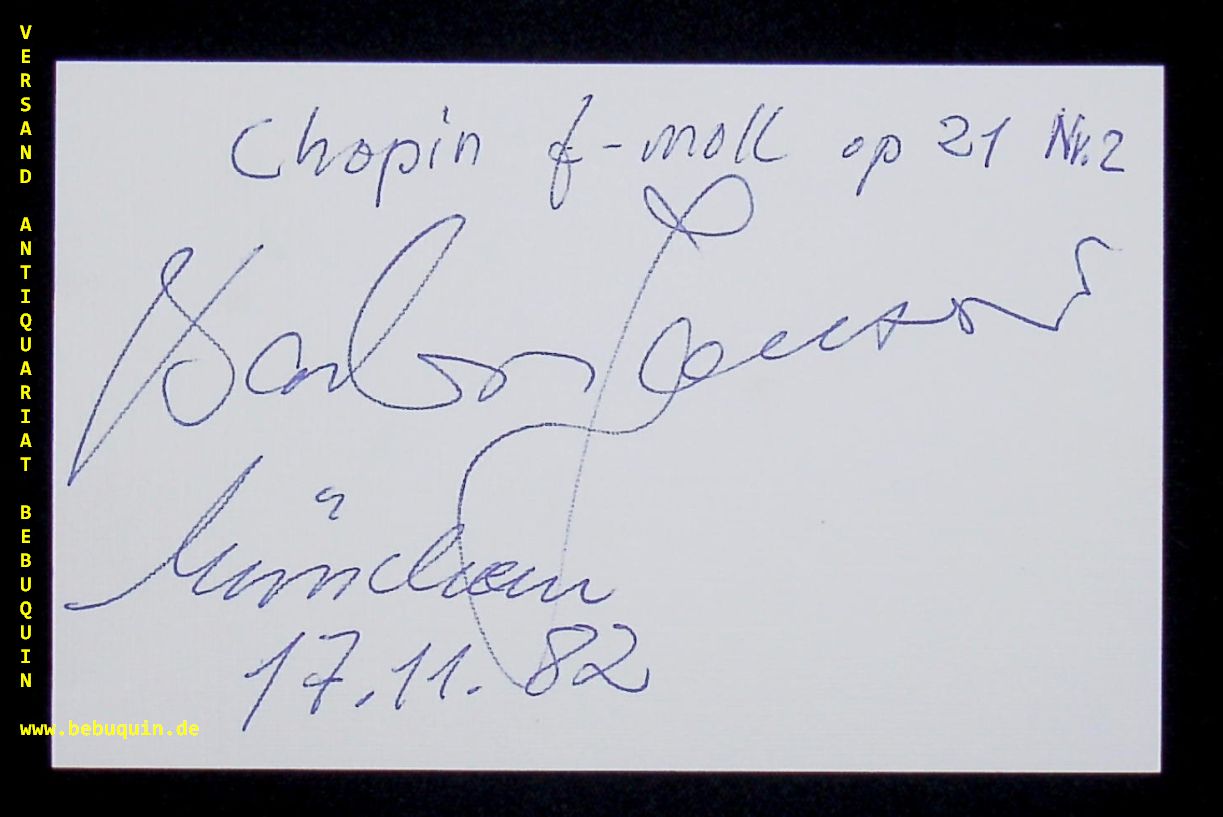 VERSAND ANTIQUARIAT BEBUQUIN
www.bebuquin.de
Chopin f-moll op 21 Nr. 2
München
17.11.82